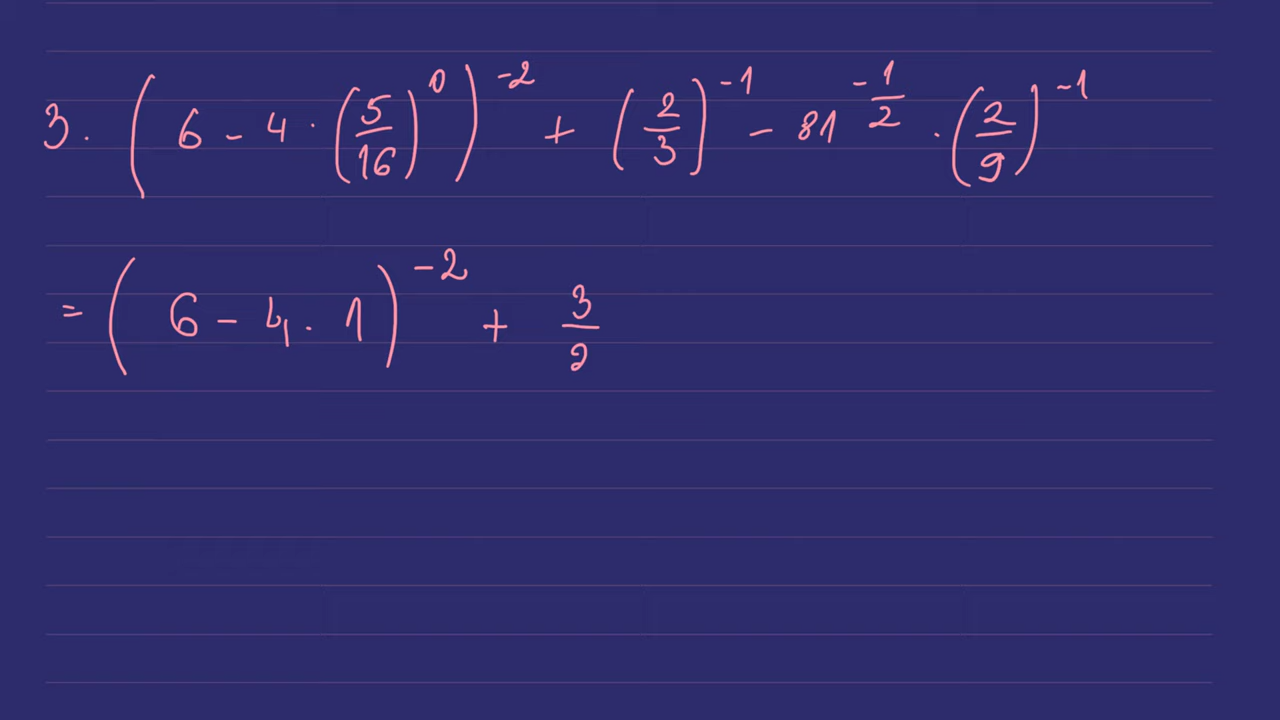 3. (6 - 4 · (5/16)^0)^-2 + (2/3)^-1 - 81^-1/2 · (2/9)^-1
= (6 - 4 · 1)^-2 + 3/2